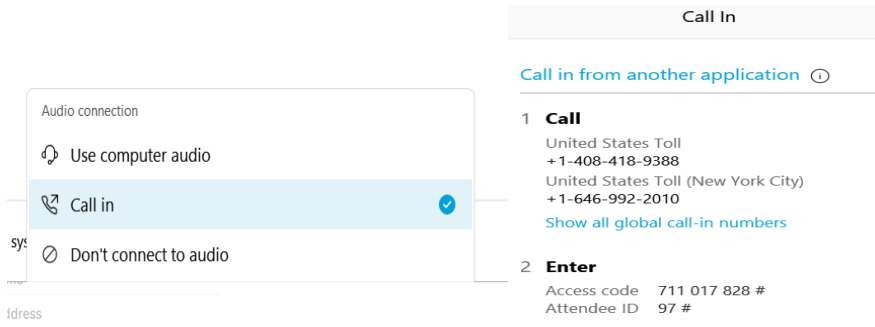 Audio connection
Use computer audio
Call in
Don't connect to audio
sys
ddress
Call In
Call in from another application
1 Call
United States Toll
+1-408-418-9388
United States Toll (New York City)
+1-646-992-2010
Show all global call-in numbers
2 Enter
Access code 711 017 828 #
Attendee ID 97 #